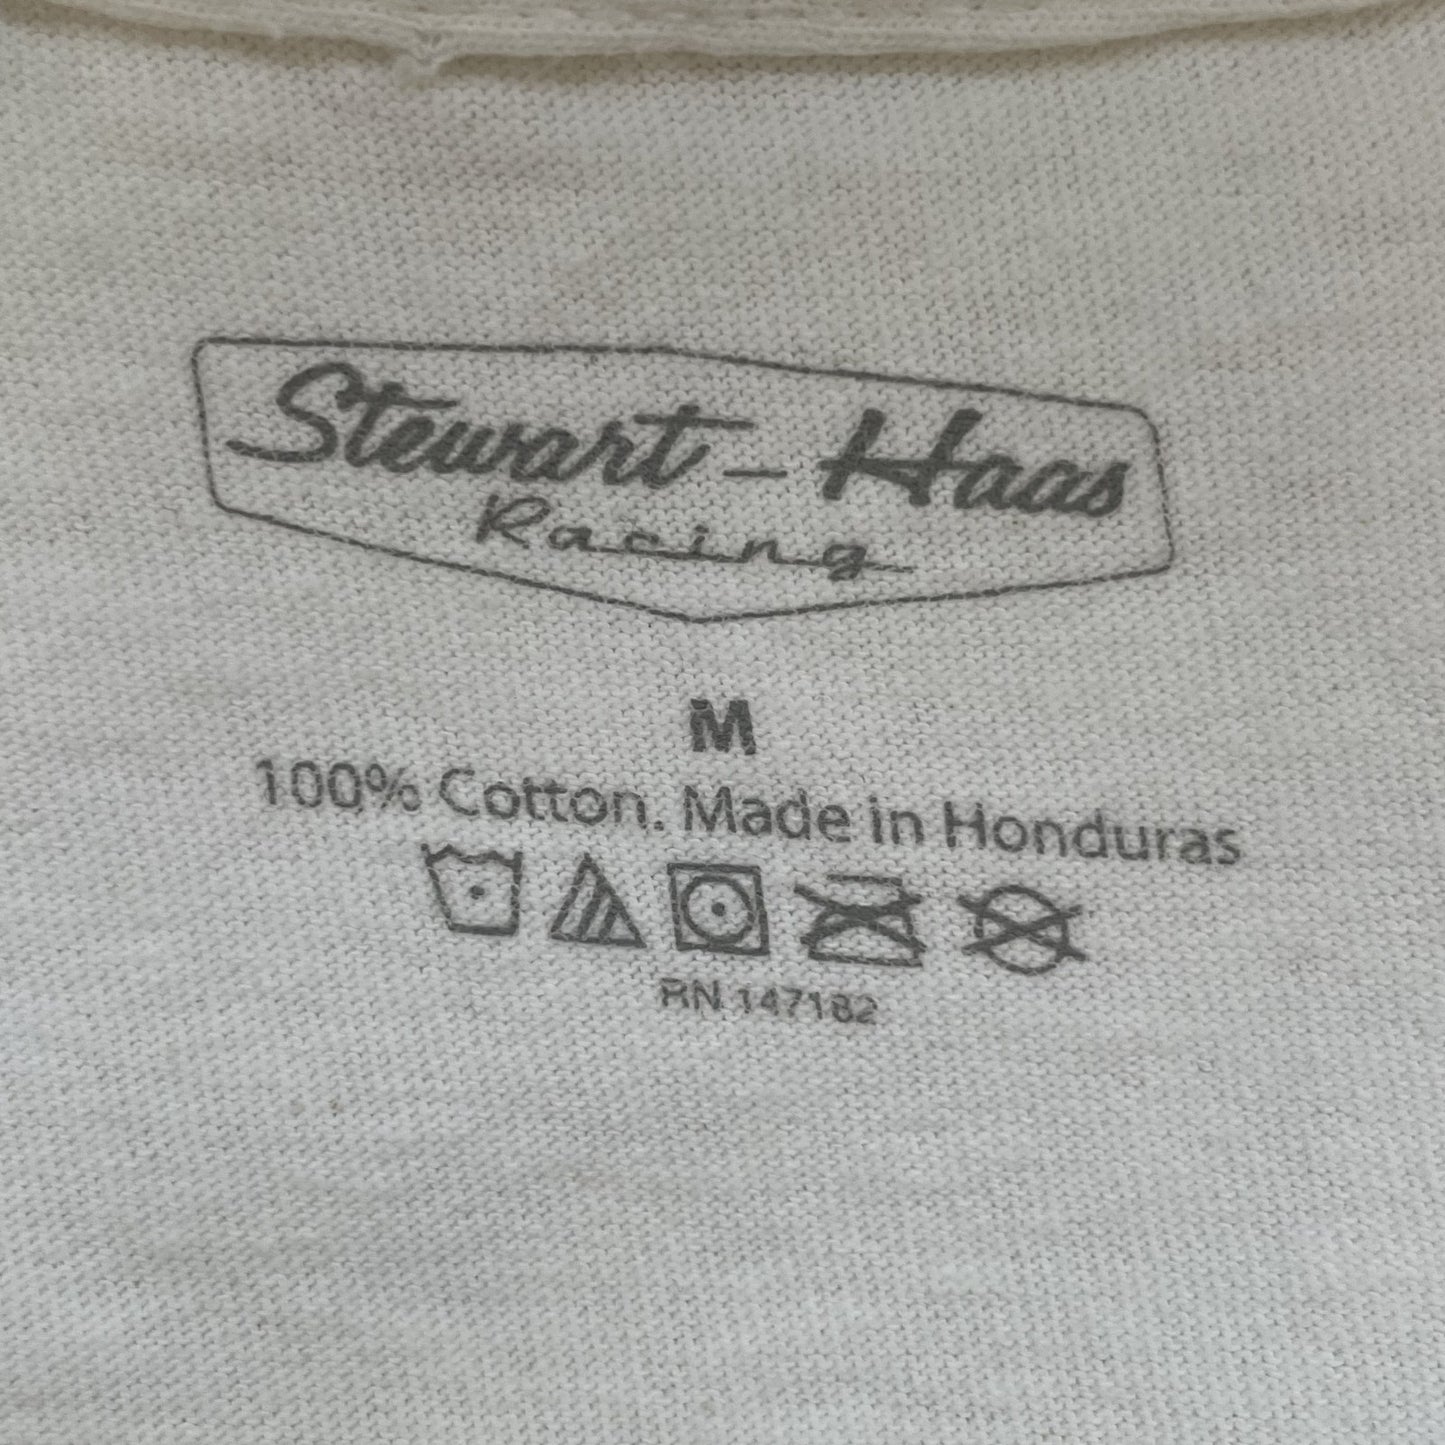 Stewart-Haas
Racing
M
100% Cotton. Made in Honduras
RN 147182